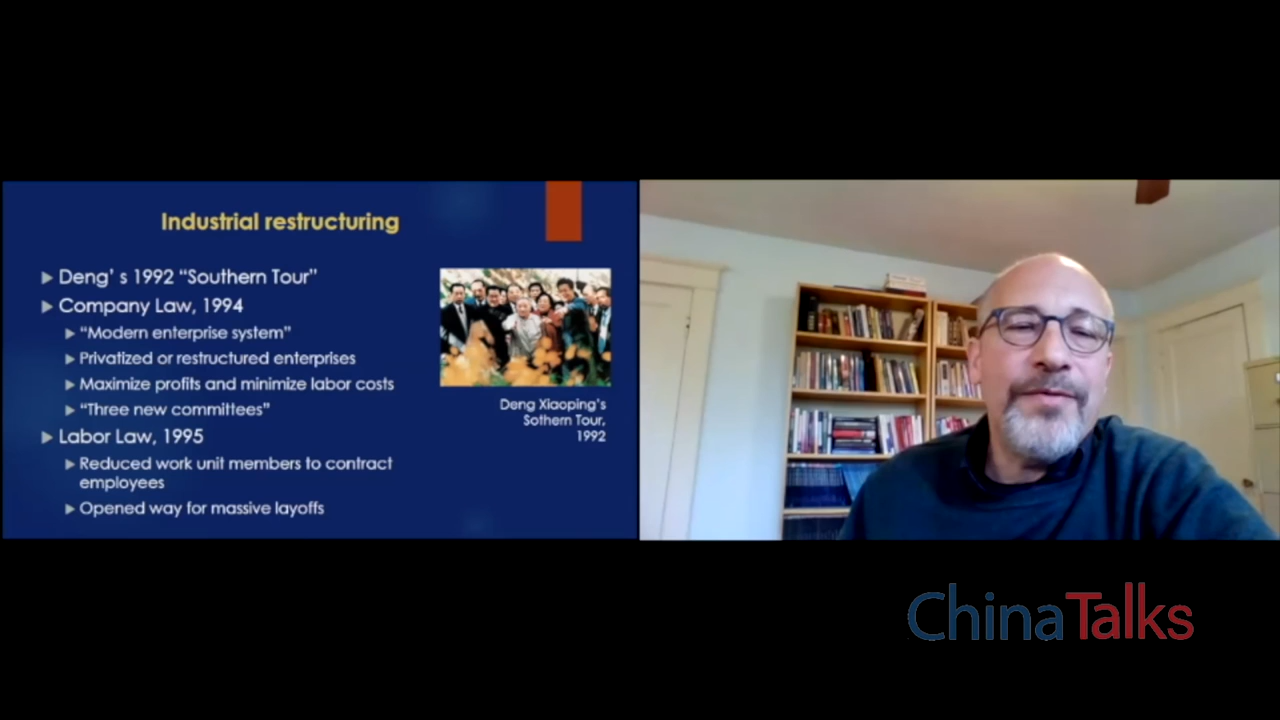 Industrial restructuring
Deng' s 1992 “Southern Tour”
Company Law, 1994
“Modern enterprise system”
Privatized or restructured enterprises
Maximize profits and minimize labor costs
“Three new committees”
Labor Law, 1995
Reduced work unit members to contract
employees
Opened way for massive layoffs
Deng Xiaoping’s
Sothern Tour,
1992
ChinaTalks